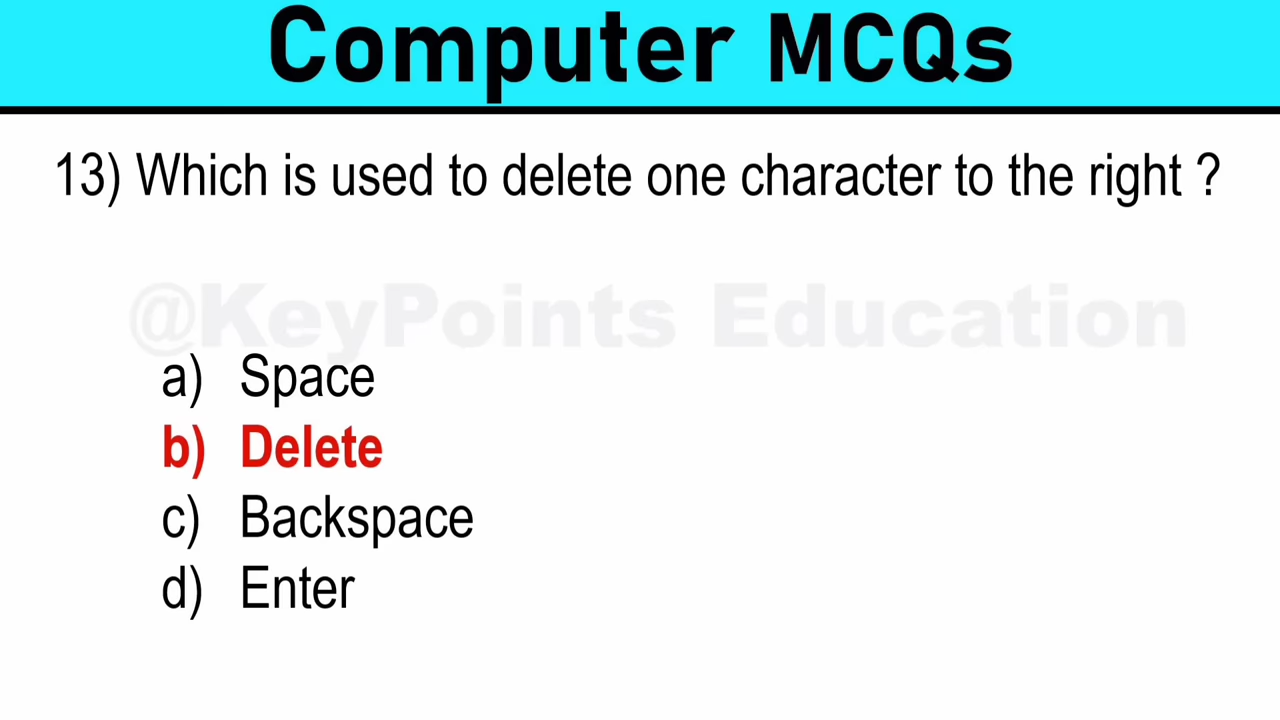 Computer MCQs
13) Which is used to delete one character to the right ?
@KeyPoints Education
a) Space
b) Delete
c) Backspace
d) Enter